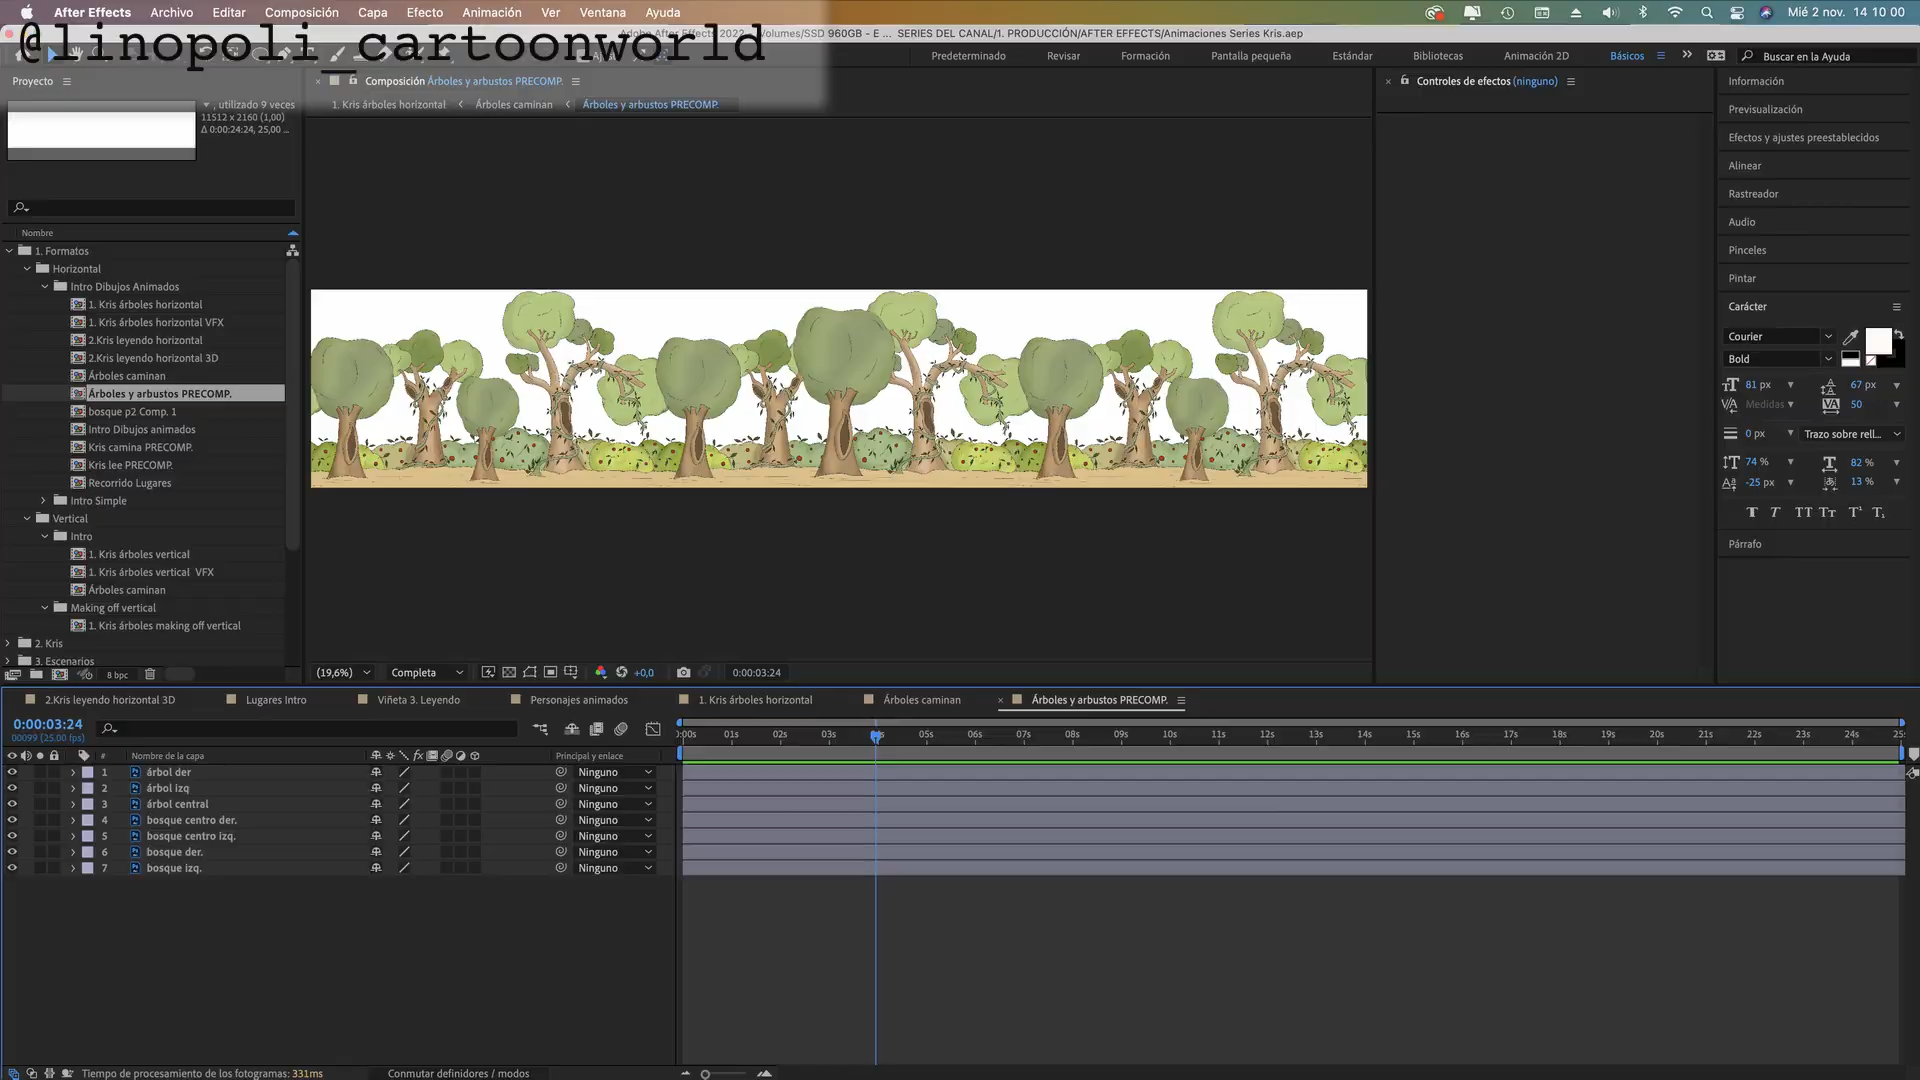 After Effects Archivo Editar Composición Capa Efecto Animación Ver Ventana Ayuda
Mié 2 nov. 14 10 00
@linopoli_cartoonworld
SERIES DEL CANAL/1. PRODUCCIÓN/AFTER EFFECTS/Animaciones Series Kris.aep
Predeterminado Revisar Formación Pantalla pequeña Estándar Bibliotecas Animación 2D Básicos
Buscar en la Ayuda
Proyecto
Composición Árboles y arbustos PRECOMP.
Controles de efectos (ninguno)
1. Kris árboles horizontal Árboles caminan Árboles y arbustos PRECOMP.
, utilizado 9 veces
11512 x 2160 (1,00)
Δ 0:00:24:24, 25,00 ...
Nombre
1. Formatos
Horizontal
Intro Dibujos Animados
1. Kris árboles horizontal
1. Kris árboles horizontal VFX
2.Kris leyendo horizontal
2.Kris leyendo horizontal 3D
Árboles caminan
Árboles y arbustos PRECOMP.
bosque p2 Comp. 1
Intro Dibujos animados
Kris camina PRECOMP.
Kris lee PRECOMP.
Recorrido Lugares
Intro Simple
Vertical
Intro
1. Kris árboles vertical
1. Kris árboles vertical VFX
Árboles caminan
Making off vertical
1. Kris árboles making off vertical
2. Kris
3. Escenarios
8 bpc
(19,6%) Completa +0,0 0:00:03:24
Información
Previsualización
Efectos y ajustes preestablecidos
Alinear
Rastreador
Audio
Pinceles
Pintar
Carácter
Courier
Bold
81 px 67 px
Medidas 50
0 px Trazo sobre rell...
74 % 82 %
-25 px 13 %
Párrafo
2.Kris leyendo horizontal 3D Lugares Intro Viñeta 3. Leyendo Personajes animados 1. Kris árboles horizontal Árboles caminan Árboles y arbustos PRECOMP.
0:00:03:24
00099 (25.00 fps)
:00s 01s 02s 03s 05s 06s 07s 08s 09s 10s 11s 12s 13s 14s 15s 16s 17s 18s 19s 20s 21s 22s 23s 24s 25s
# Nombre de la capa fx Principal y enlace
1 árbol der Ninguno
2 árbol izq Ninguno
3 árbol central Ninguno
4 bosque centro der. Ninguno
5 bosque centro izq. Ninguno
6 bosque der. Ninguno
7 bosque izq. Ninguno
Tiempo de procesamiento de los fotogramas: 331ms Conmutar definidores / modos